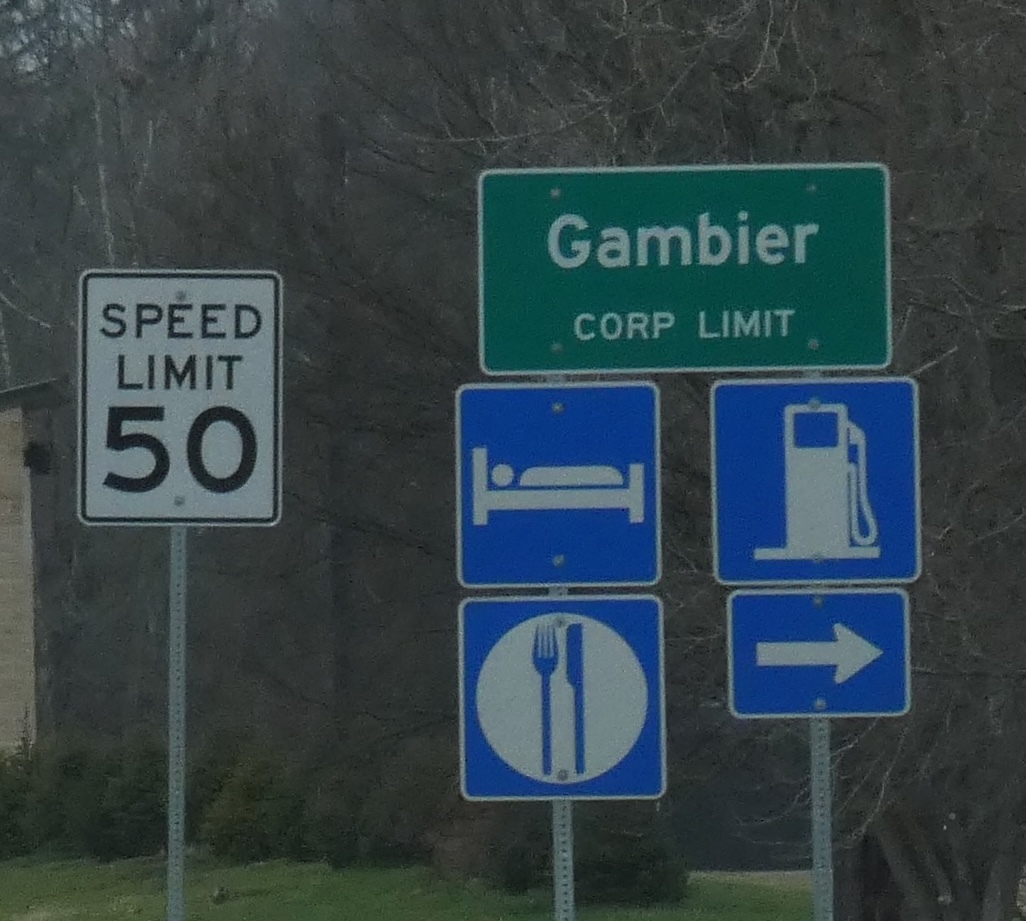 SPEED
LIMIT
50
Gambier
CORP LIMIT